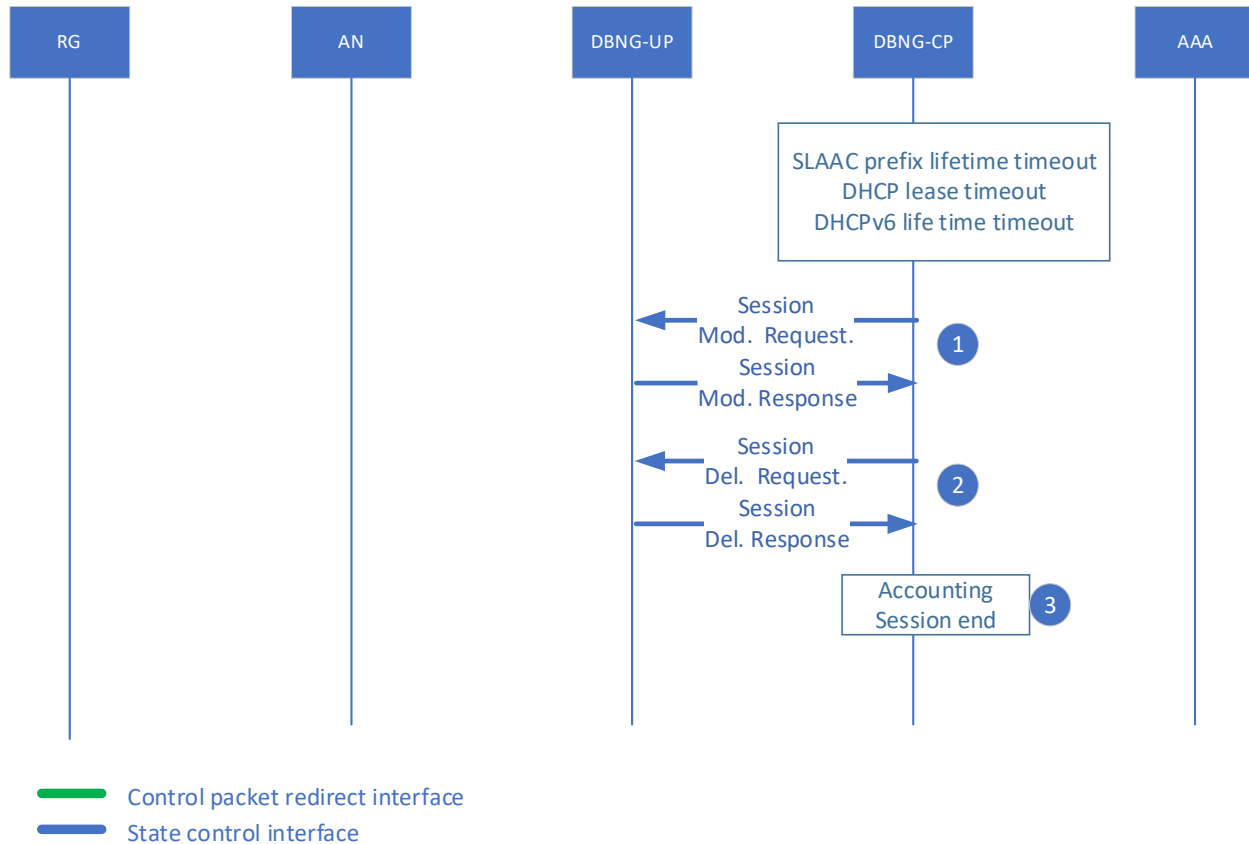 RG
AN
DBNG-UP
DBNG-CP
AAA
SLAAC prefix lifetime timeout
DHCP lease timeout
DHCPv6 life time timeout
Session
Mod. Request.
1
Session
Mod. Response
Session
Del. Request.
2
Session
Del. Response
Accounting
Session end
3
Control packet redirect interface
State control interface